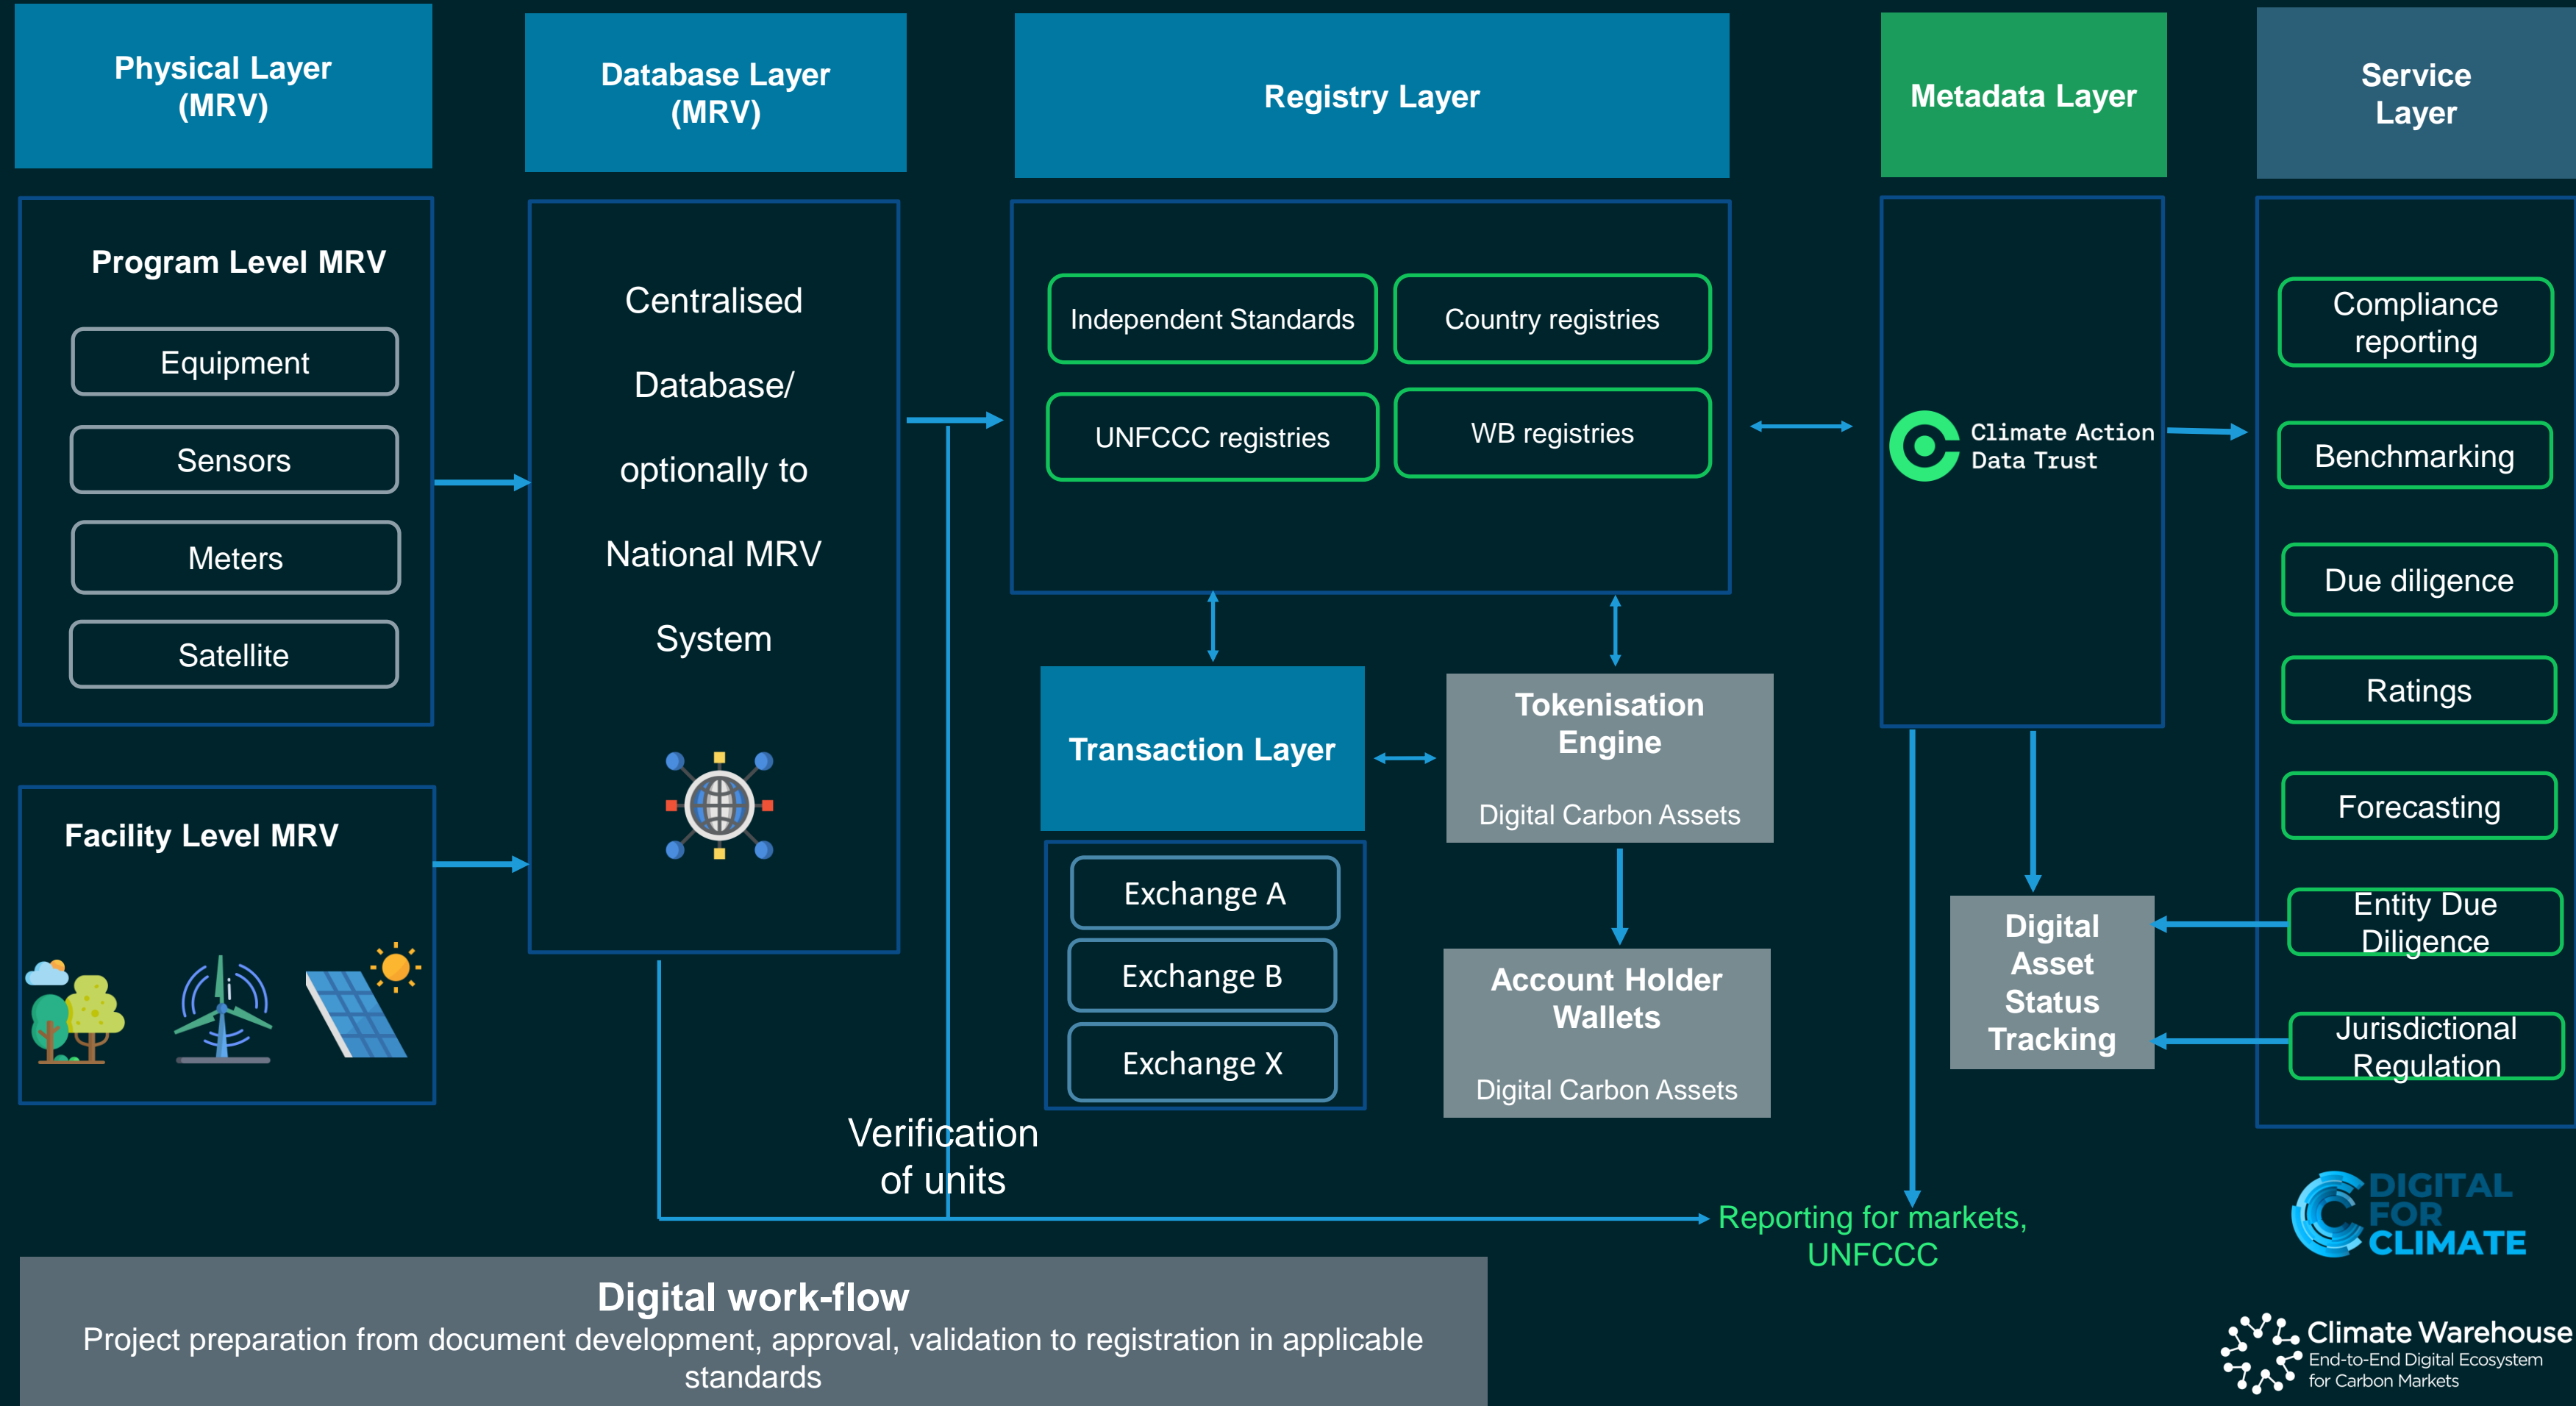 Physical Layer
(MRV)
Database Layer
(MRV)
Registry Layer
Metadata Layer
Service
Layer
Program Level MRV
Equipment
Sensors
Meters
Satellite
Facility Level MRV
Centralised
Database/
optionally to
National MRV
System
Independent Standards
Country registries
UNFCCC registries
WB registries
Transaction Layer
Exchange A
Exchange B
Exchange X
Tokenisation
Engine
Digital Carbon Assets
Account Holder
Wallets
Digital Carbon Assets
Climate Action
Data Trust
Digital
Asset
Status
Tracking
Compliance
reporting
Benchmarking
Due diligence
Ratings
Forecasting
Entity Due
Diligence
Jurisdictional
Regulation
Verification
of units
Reporting for markets,
UNFCCC
Digital work-flow
Project preparation from document development, approval, validation to registration in applicable
standards
DIGITAL
FOR
CLIMATE
Climate Warehouse
End-to-End Digital Ecosystem
for Carbon Markets